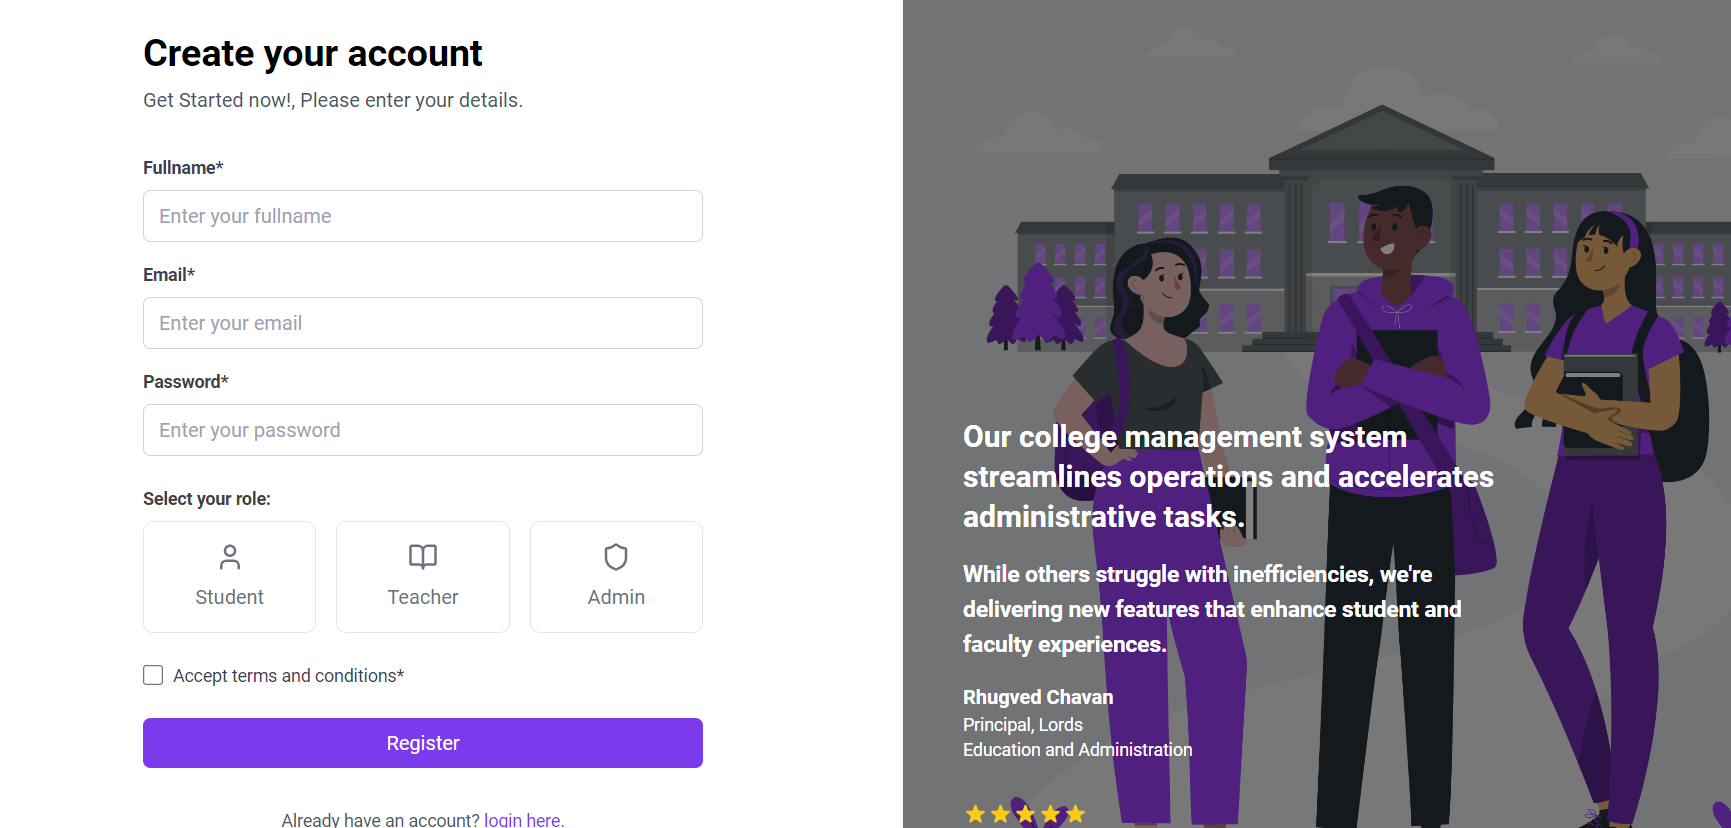 Create your account
Get Started now!, Please enter your details.
Fullname*
Enter your fullname
Email*
Enter your email
Password*
Enter your password
Select your role:
Student
Teacher
Admin
Accept terms and conditions*
Register
Already have an account? login here.
Our college management system
streamlines operations and accelerates
administrative tasks.
While others struggle with inefficiencies, we're
delivering new features that enhance student and
faculty experiences.
Rhugved Chavan
Principal, Lords
Education and Administration